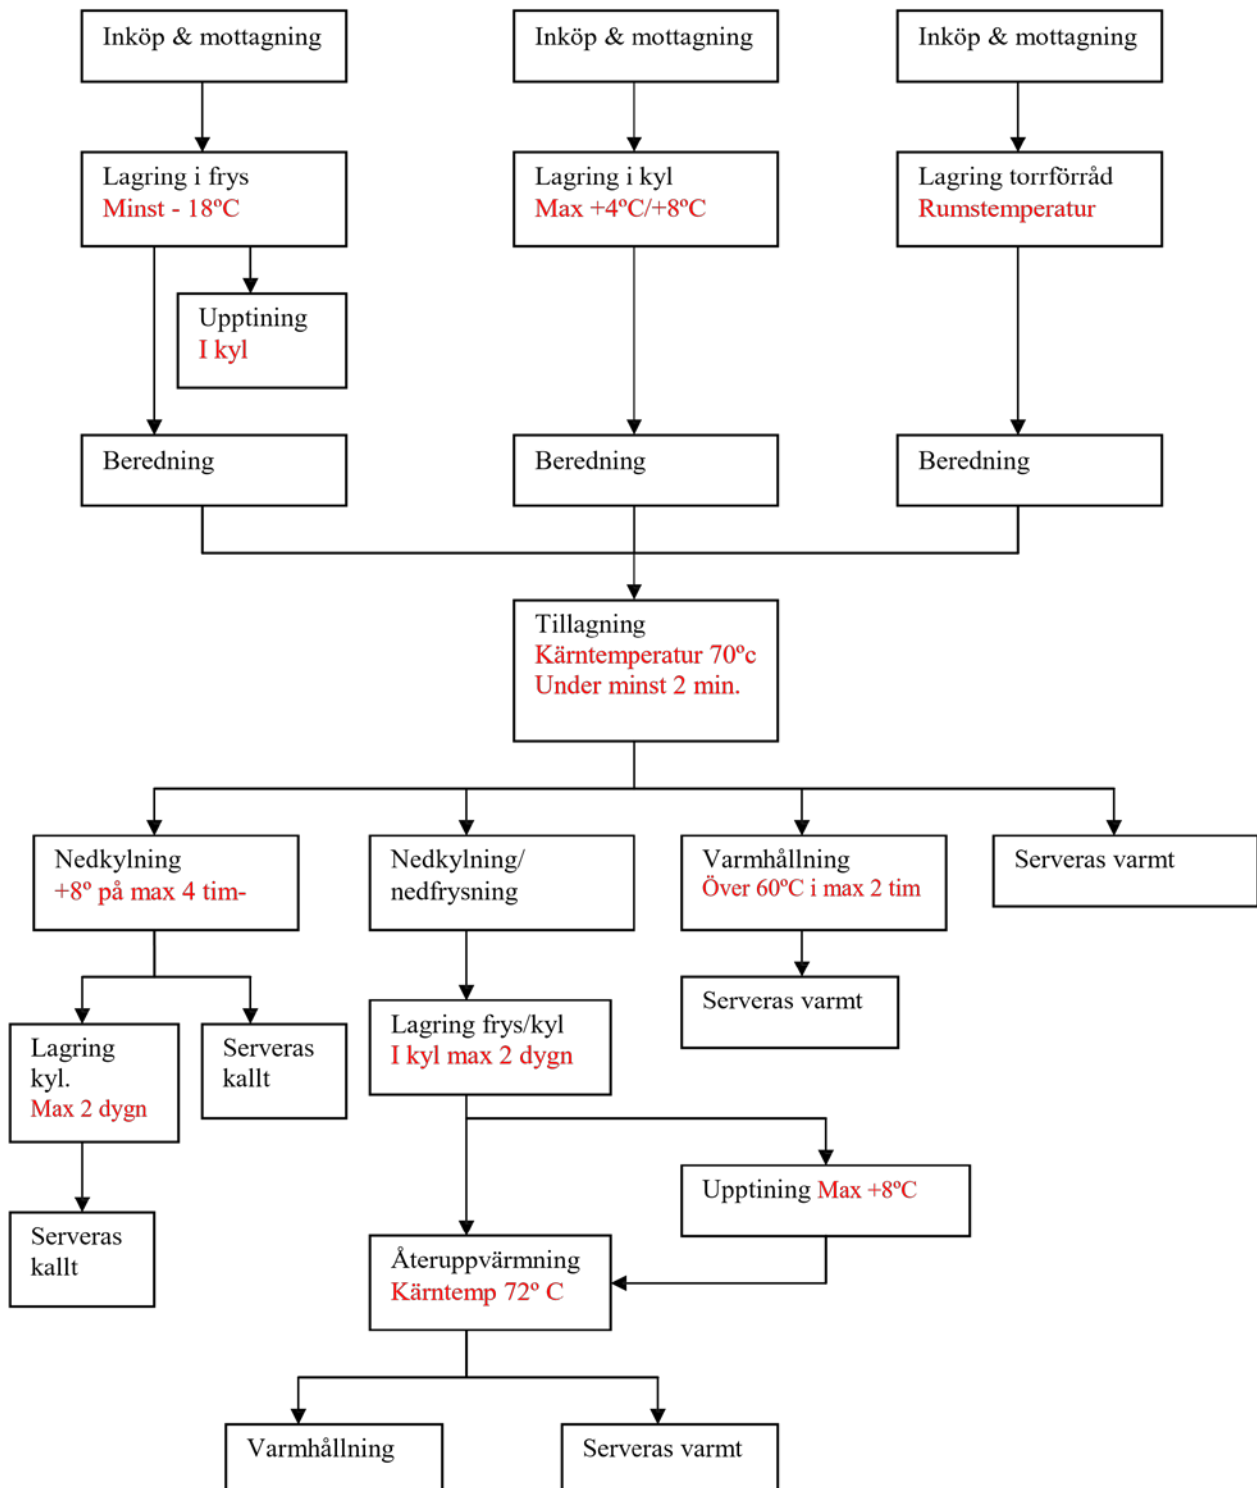 Inköp & mottagning
Inköp & mottagning
Inköp & mottagning
Lagring i frys
Minst - 18ºC
Lagring i kyl
Max +4ºC/+8ºC
Lagring torrförråd
Rumstemperatur
Upptining
I kyl
Beredning
Beredning
Beredning
Tillagning
Kärntemperatur 70ºc
Under minst 2 min.
Nedkylning
+8º på max 4 tim-
Nedkylning/
nedfrysning
Varmhållning
Över 60ºC i max 2 tim
Serveras varmt
Serveras varmt
Lagring
kyl.
Max 2 dygn
Serveras
kallt
Lagring frys/kyl
I kyl max 2 dygn
Upptining Max +8ºC
Serveras
kallt
Återuppvärmning
Kärntemp 72º C
Varmhållning
Serveras varmt